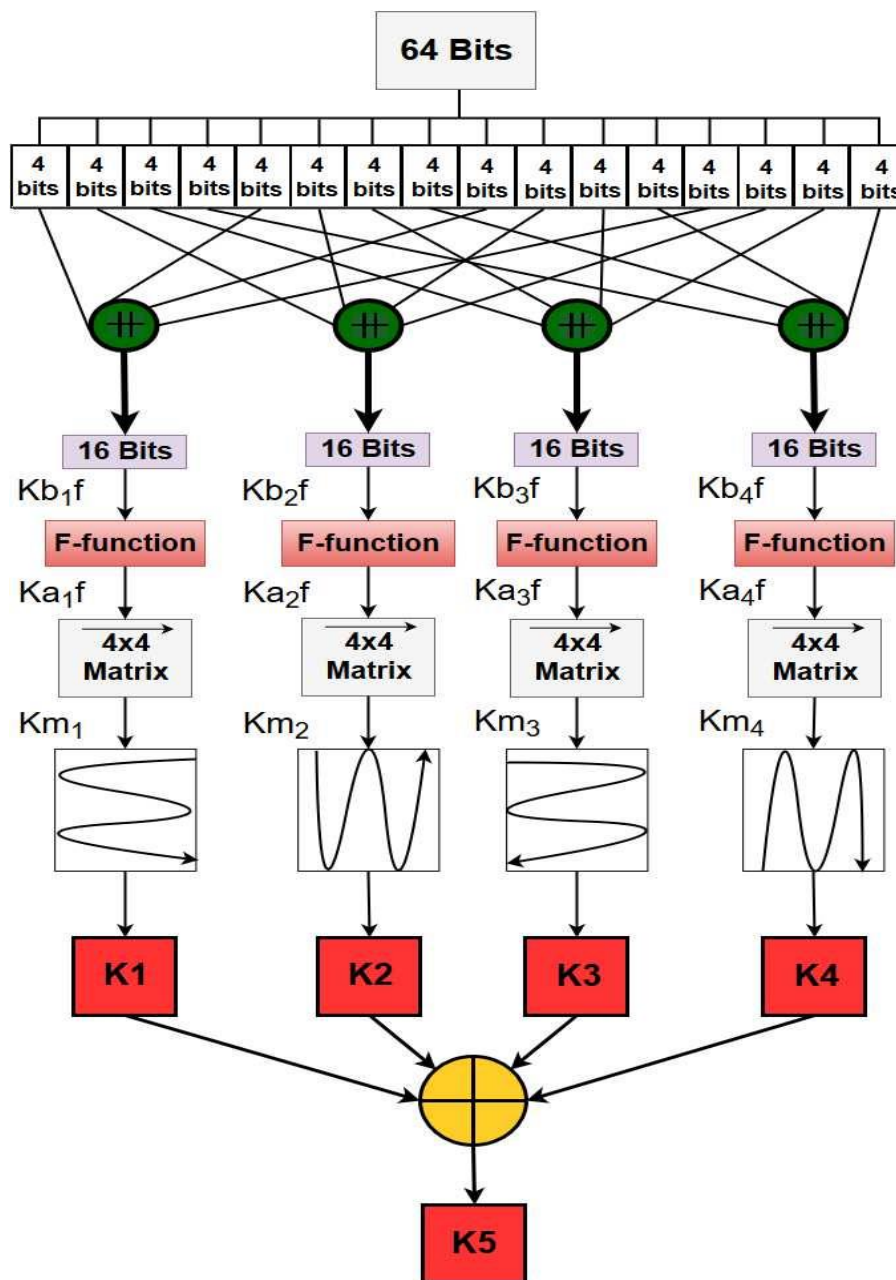 64 Bits
4 4 4 4 4 4 4 4 4 4 4 4 4 4 4 4
bits bits bits bits bits bits bits bits bits bits bits bits bits bits bits bits
16 Bits 16 Bits 16 Bits 16 Bits
Kb₁f Kb₂f Kb₃f Kb₄f
F-function F-function F-function F-function
Ka₁f Ka₂f Ka₃f Ka₄f
4x4 4x4 4x4 4x4
Matrix Matrix Matrix Matrix
Km₁ Km₂ Km₃ Km₄
K1 K2 K3 K4
K5